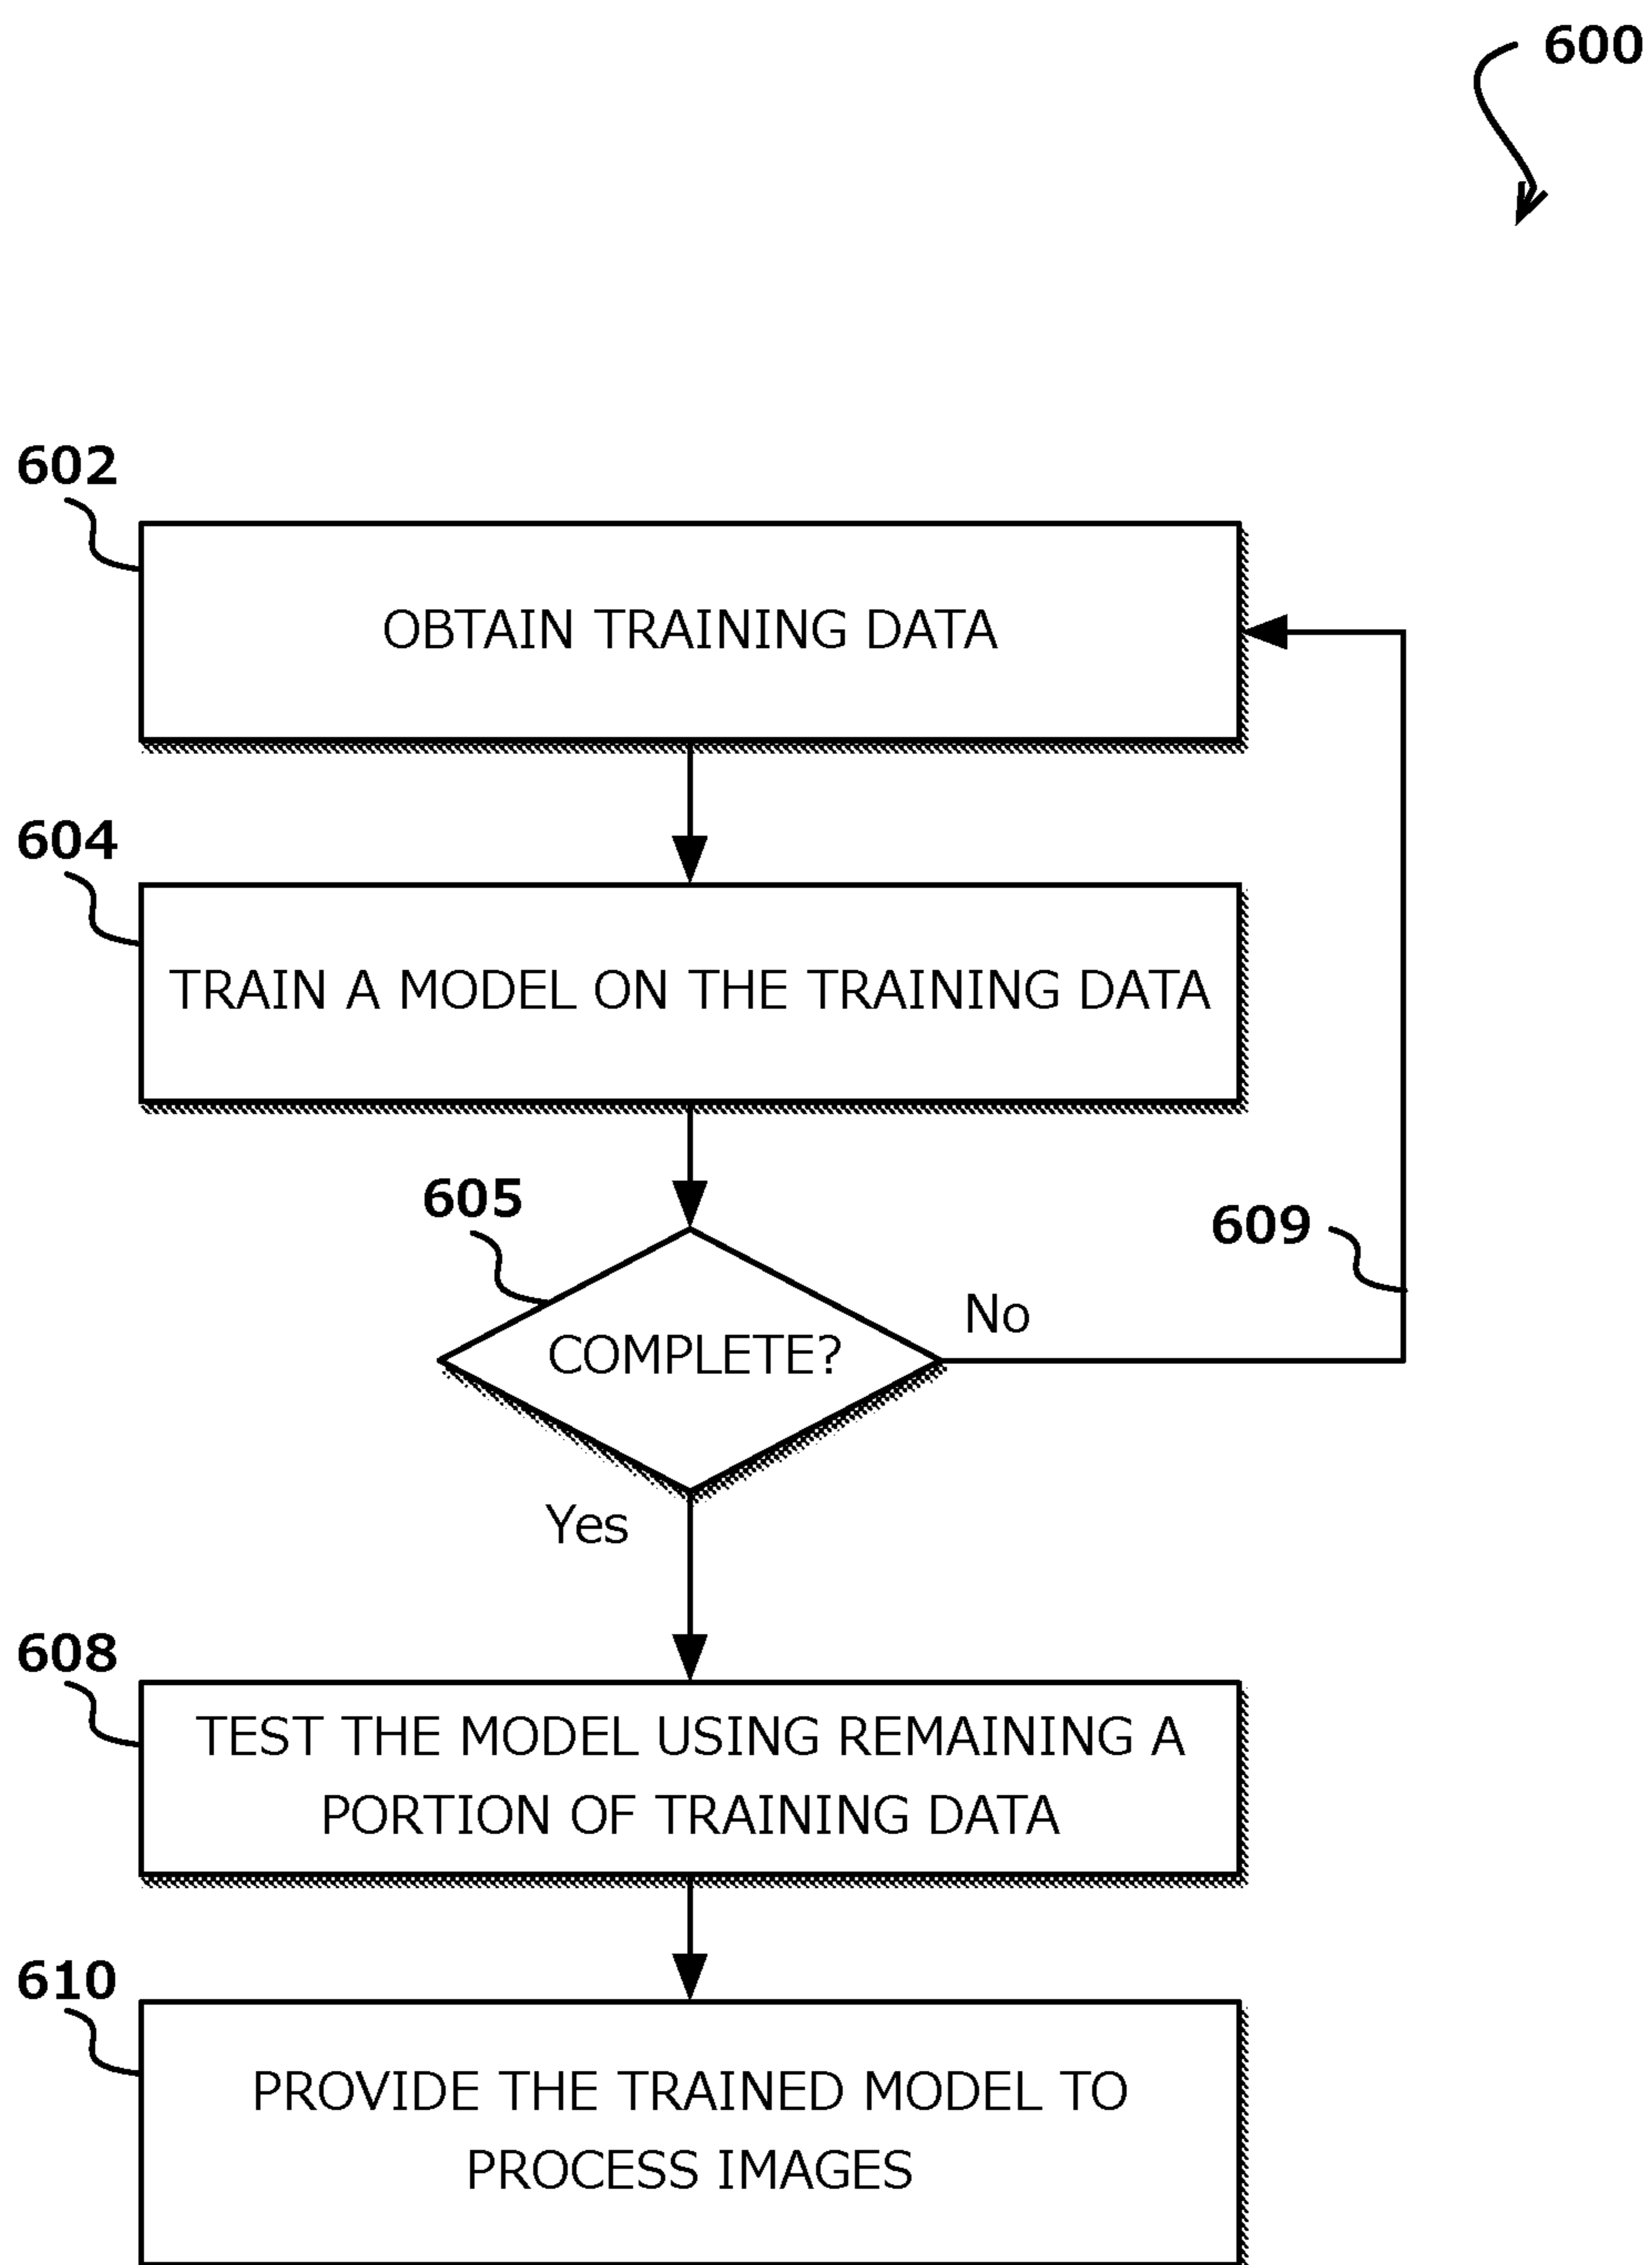 600
602
OBTAIN TRAINING DATA
604
TRAIN A MODEL ON THE TRAINING DATA
605
609
No
COMPLETE?
Yes
608
TEST THE MODEL USING REMAINING A
PORTION OF TRAINING DATA
610
PROVIDE THE TRAINED MODEL TO
PROCESS IMAGES